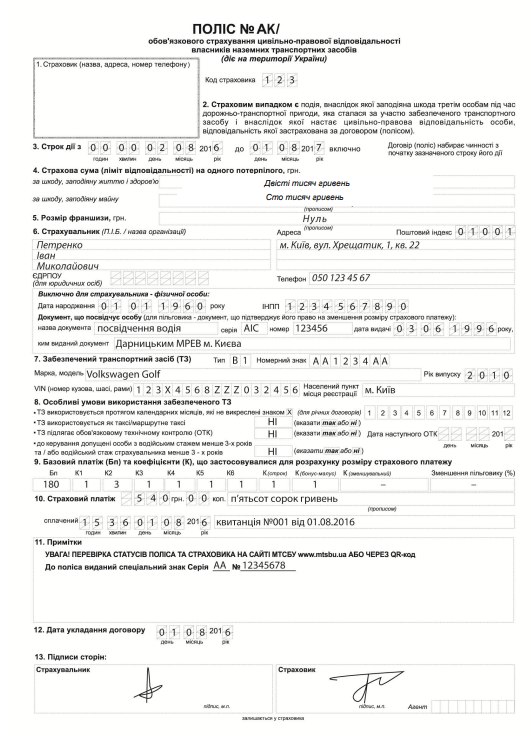 ПОЛІС № АК/
обов'язкового страхування цивільно-правової відповідальності
власників наземних транспортних засобів
(діє на території України)
1. Страховик (назва, адреса, номер телефону)
Код страховика 1 2 3
2. Страховим випадком є подія, внаслідок якої заподіяна шкода третім особам під час
дорожньо-транспортної пригоди, яка сталася за участю забезпеченого транспортного
засобу і внаслідок якої настає цивільно-правова відповідальність особи,
відповідальність якої застрахована за договором (полісом).
3. Строк дії з 0 0 0 0 0 2 0 8 201 6 до 0 1 0 8 201 7 включно
Договір (поліс) набирає чинності з
початку зазначеного строку його дії
годин хвилин день місяць рік день місяць рік
4. Страхова сума (ліміт відповідальності) на одного потерпілого, грн.
за шкоду, заподіяну життю і здоров'ю Двісті тисяч гривень
за шкоду, заподіяну майну Сто тисяч гривень
(прописом)
5. Розмір франшизи, грн. Нуль
(прописом)
6. Страхувальник (П.І.Б. / назва організації) Адреса Поштовий індекс 0 1 0 0 1
Петренко м. Київ, вул. Хрещатик, 1, кв. 22
Іван
Миколайович
ЄДРПОУ
(для юридичних осіб) Телефон 050 123 45 67
Виключно для страхувальника - фізичної особи:
Дата народження 0 1 0 1 1 9 6 0 року ІНПП 1 2 3 4 5 6 7 8 9 0
Документ, що посвідчує особу (для пільговика - документ, що підтверджує його право на зменшення розміру страхового платежу):
назва документа посвідчення водія серія АІС номер 123456 дата видачі 0 3 0 6 1 9 9 6 року,
ким виданий документ Дарницьким МРЕВ м. Києва
7. Забезпечений транспортний засіб (ТЗ) Тип В 1 Номерний знак А А 1 2 3 4 А А
Марка, модель Volkswagen Golf Рік випуску 2 0 1 0
VIN (номер кузова, шасі, рами) 1 2 3 X 4 5 6 8 Z Z Z 0 3 2 4 5 6 Населений пункт
місця реєстрації м. Київ
8. Особливі умови використання забезпеченого ТЗ
•ТЗ використовується протягом календарних місяців, які не викреслені знаком X (для річних договорів) 1 2 3 4 5 6 7 8 9 10 11 12
•ТЗ використовується як таксі/маршрутне таксі НІ (вказати так або ні)
•ТЗ підлягає обов'язковому технічному контролю (ОТК) НІ (вказати так або ні) Дата наступного ОТК 201
•до керування допущені особи з водійським стажем менше 3-х років
та / або водійський стаж страхувальника менше 3 - х років НІ (вказати так або ні) день місяць рік
9. Базовий платіж (Бп) та коефіцієнти (К), що застосовувалися для розрахунку розміру страхового платежу
Бп К1 К2 К3 К4 К5 К6 К(строк) К (бонус-малус) К (зменшувальний) Зменшення пільговику (%)
180 1 3 1 1 1 1 1 1 – –
10. Страховий платіж 5 4 0 грн. 0 0 коп. п'ятсот сорок гривень
(прописом)
сплачений 1 5 3 6 0 1 0 8 201 6 квитанція №001 від 01.08.2016
годин хвилин день місяць рік
11. Примітки
УВАГА! ПЕРЕВІРКА СТАТУСІВ ПОЛІСА ТА СТРАХОВИКА НА САЙТІ МТСБУ www.mtsbu.ua АБО ЧЕРЕЗ QR-код
До поліса виданий спеціальний знак Серія АА № 12345678
12. Дата укладання договору 0 1 0 8 201 6
день місяць рік
13. Підписи сторін:
Страхувальник Страховик
підпис, м.п. підпис, м.п. Агент
залишається у страховика